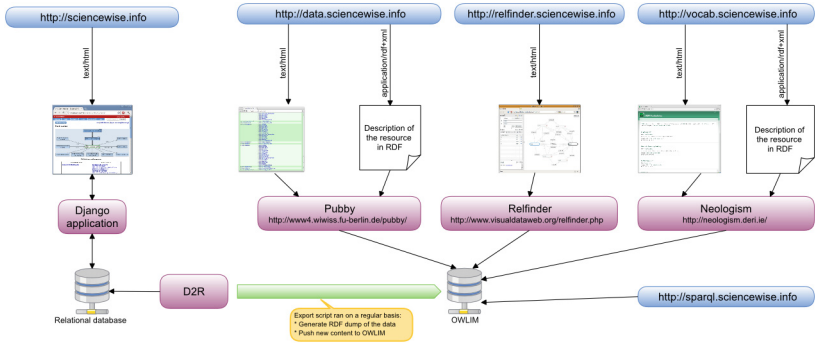 http://sciencewise.info
http://data.sciencewise.info
http://relfinder.sciencewise.info
http://vocab.sciencewise.info
text/html
text/html
application/rdf+xml
text/html
text/html
application/rdf+xml
Description of
the resource
in RDF
Description of
the resource
in RDF
Django
application
Pubby
http://www4.wiwiss.fu-berlin.de/pubby/
Relfinder
http://www.visualdataweb.org/relfinder.php
Neologism
http://neologism.deri.ie/
D2R
Relational database
OWLIM
http://sparql.sciencewise.info
Export script ran on a regular basis:
* Generate RDF dump of the data
* Push new content to OWLIM